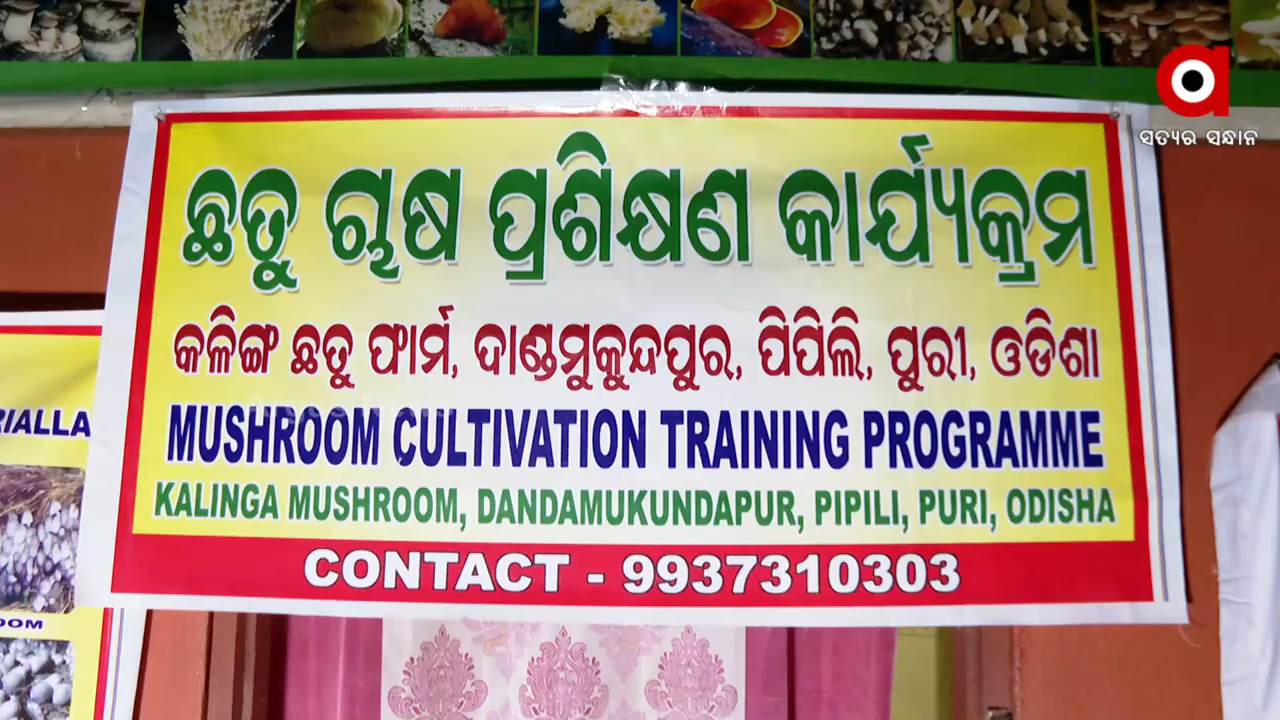 ସତ୍ୟର ସନ୍ଧାନ
ଛତୁ ଚାଷ ପ୍ରଶିକ୍ଷଣ କାର୍ଯ୍ୟକ୍ରମ
କଳିଙ୍ଗ ଛତୁ ଫାର୍ମ, ଦାଣ୍ଡମୁକୁନ୍ଦପୁର, ପିପିଲି, ପୁରୀ, ଓଡିଶା
MUSHROOM CULTIVATION TRAINING PROGRAMME
KALINGA MUSHROOM, DANDAMUKUNDAPUR, PIPILI, PURI, ODISHA
CONTACT - 9937310303